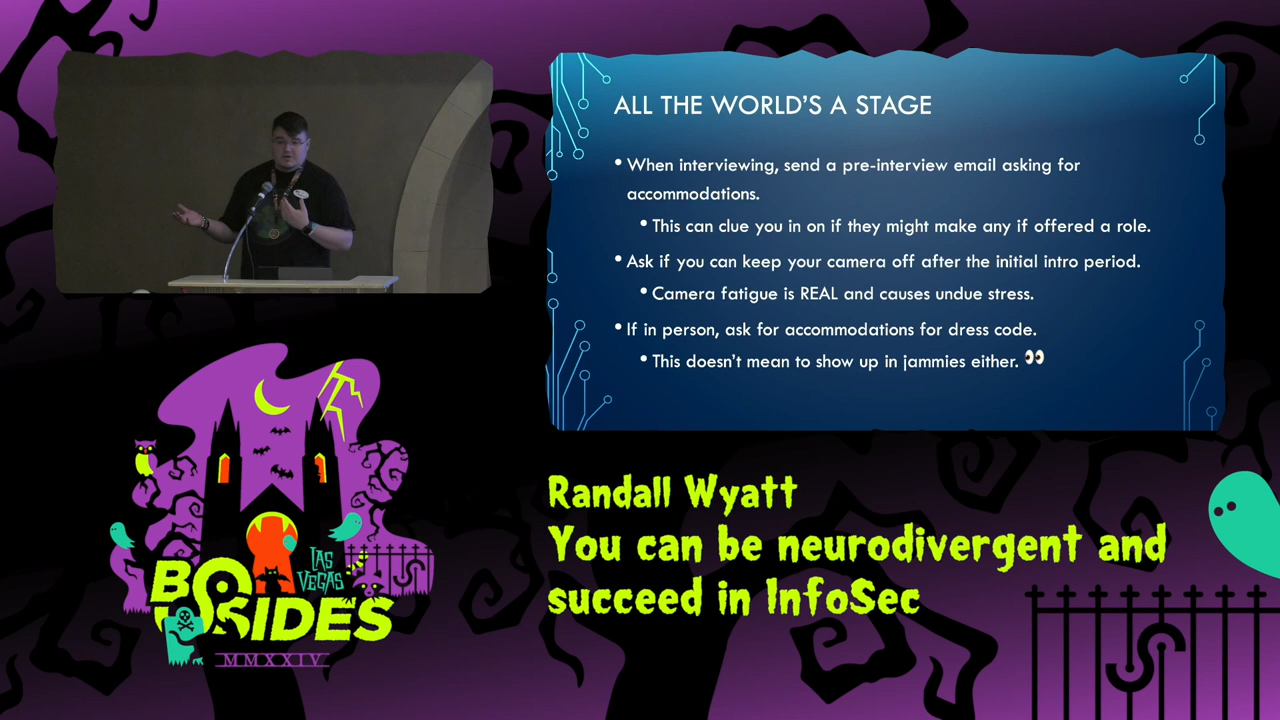 ALL THE WORLD'S A STAGE
• When interviewing, send a pre-interview email asking for
accommodations.
• This can clue you in on if they might make any if offered a role.
• Ask if you can keep your camera off after the initial intro period.
• Camera fatigue is REAL and causes undue stress.
• If in person, ask for accommodations for dress code.
• This doesn't mean to show up in jammies either. 👀
LAS
VEGAS
BSIDES
MMXXIV
Randall Wyatt
You can be neurodivergent and
succeed in InfoSec